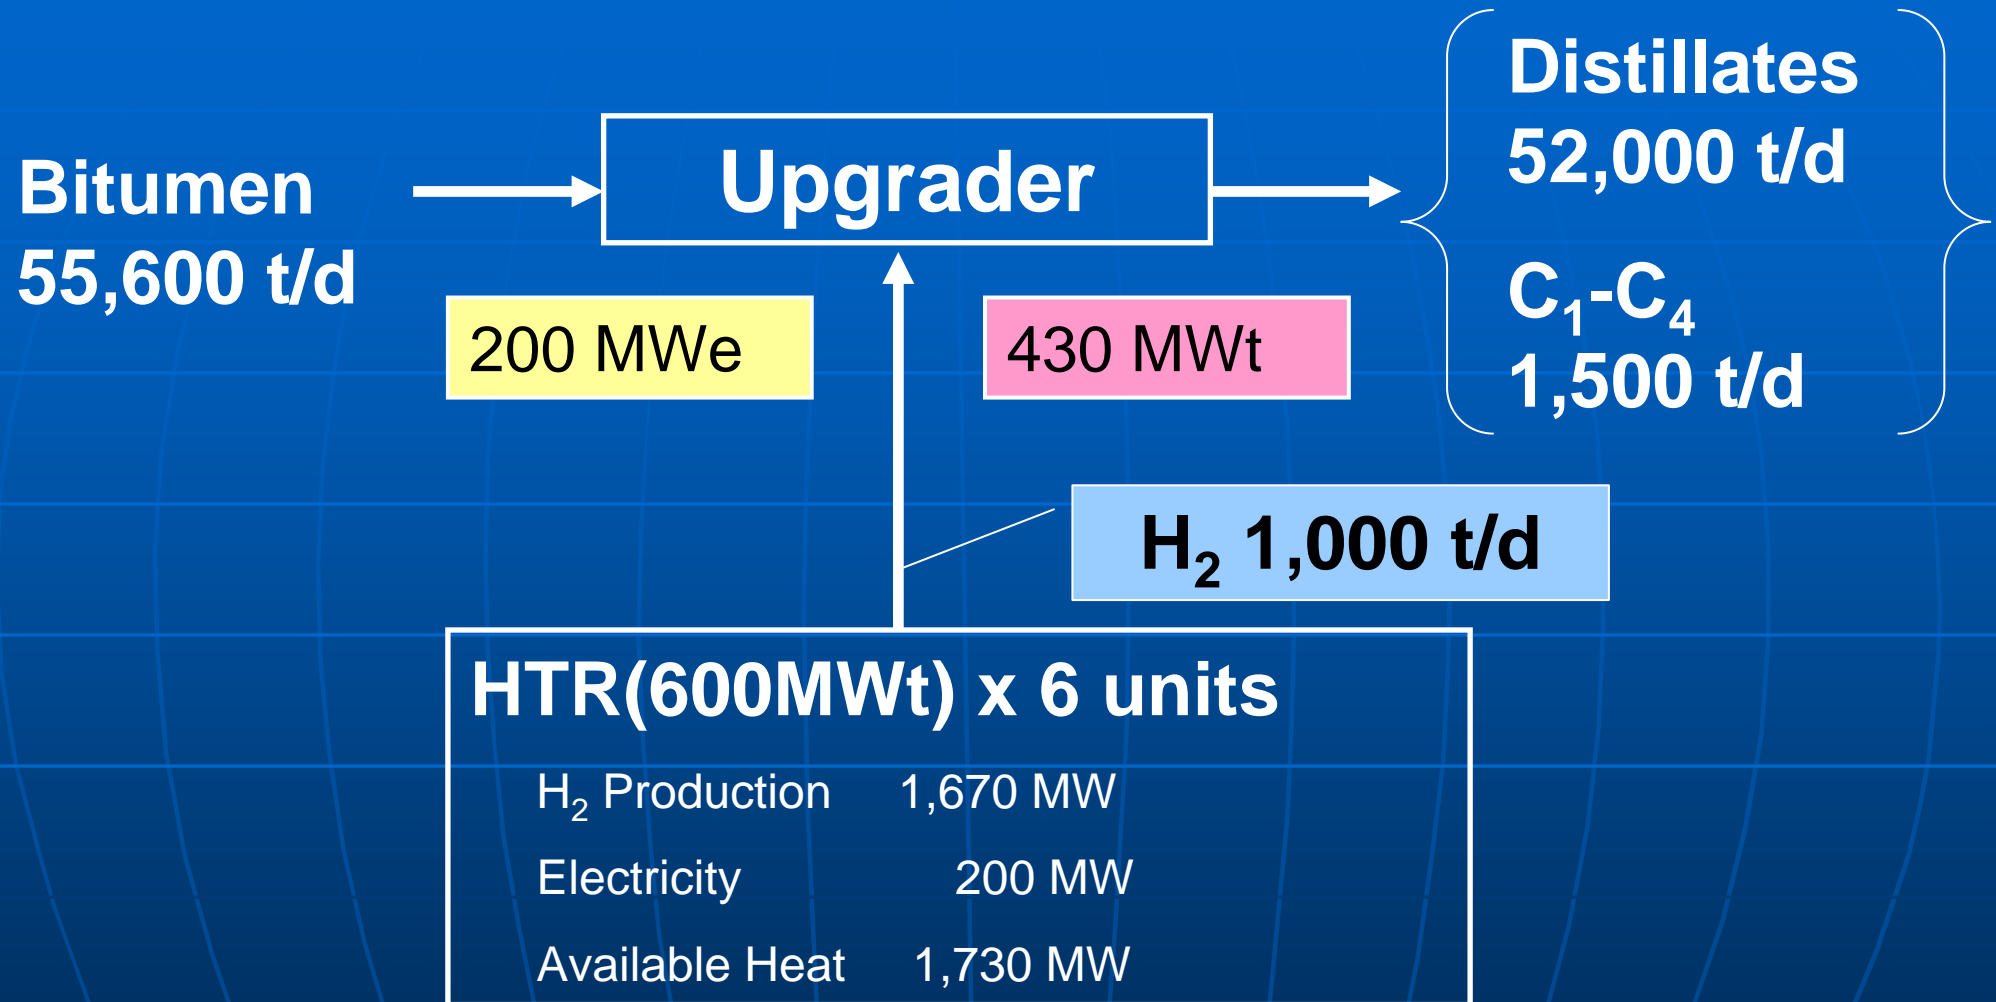 Bitumen
55,600 t/d
Upgrader
Distillates
52,000 t/d
C₁-C₄
1,500 t/d
200 MWe
430 MWt
H₂ 1,000 t/d
HTR(600MWt) x 6 units
H₂ Production 1,670 MW
Electricity 200 MW
Available Heat 1,730 MW